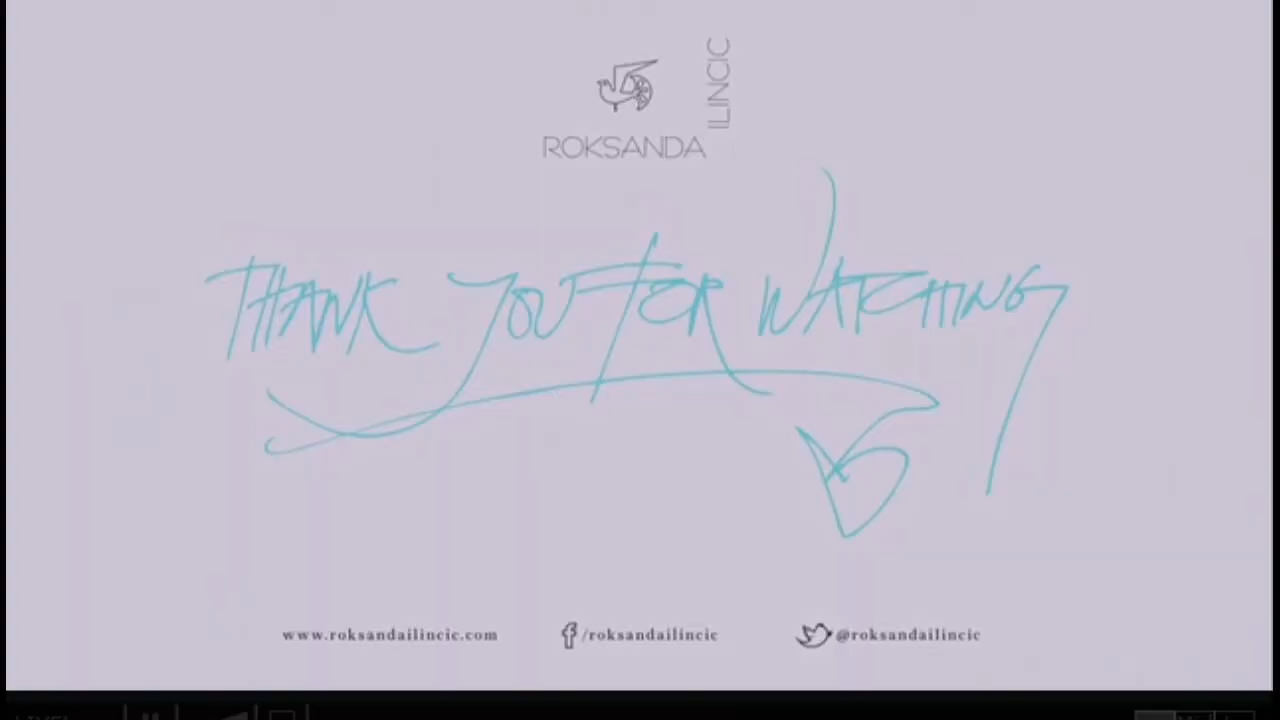 ROKSANDA
ILINCIC
THANK YOU FOR WATCHING
www.roksandailincic.com
/roksandailincic
@roksandailincic